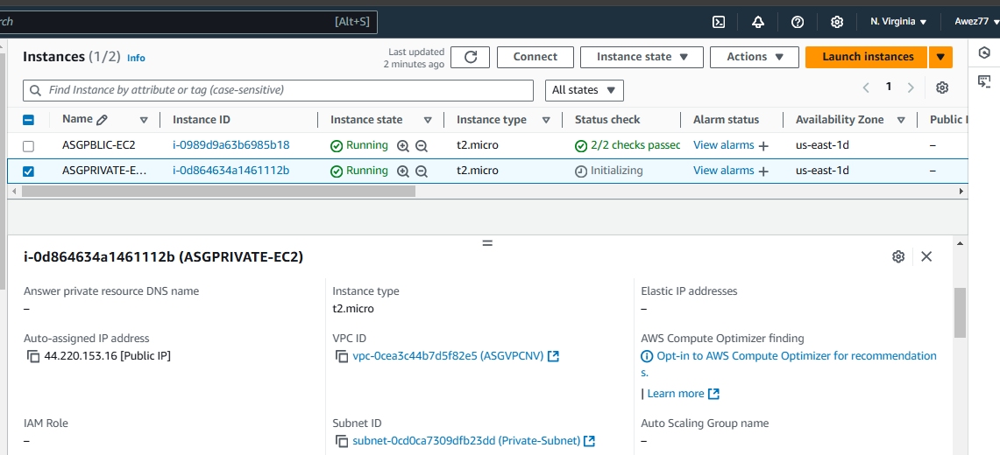 rch [Alt+S] N. Virginia Awez77
Instances (1/2) Info Last updated
2 minutes ago Connect Instance state Actions Launch instances
Find Instance by attribute or tag (case-sensitive) All states 1
Name Instance ID Instance state Instance type Status check Alarm status Availability Zone Public I
ASGPBLIC-EC2 i-0989d9a63b6985b18 Running t2.micro 2/2 checks passed View alarms us-east-1d –
ASGPRIVATE-E... i-0d864634a1461112b Running t2.micro Initializing View alarms us-east-1d –
i-0d864634a1461112b (ASGPRIVATE-EC2)
Answer private resource DNS name Instance type Elastic IP addresses
– t2.micro –
Auto-assigned IP address VPC ID AWS Compute Optimizer finding
44.220.153.16 [Public IP] vpc-0cea3c44b7d5f82e5 (ASGVPCNV) Opt-in to AWS Compute Optimizer for recommendation
s.
| Learn more
IAM Role Subnet ID Auto Scaling Group name
– subnet-0cd0ca7309dfb23dd (Private-Subnet) –